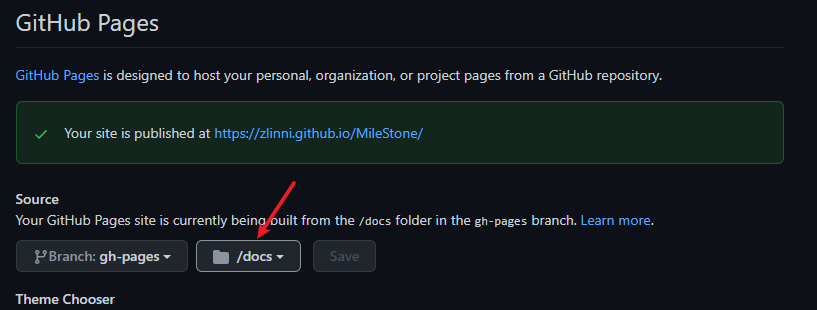 GitHub Pages
GitHub Pages is designed to host your personal, organization, or project pages from a GitHub repository.
Your site is published at https://zlinni.github.io/MileStone/
Source
Your GitHub Pages site is currently being built from the /docs folder in the gh-pages branch. Learn more.
Branch: gh-pages /docs Save
Theme Chooser